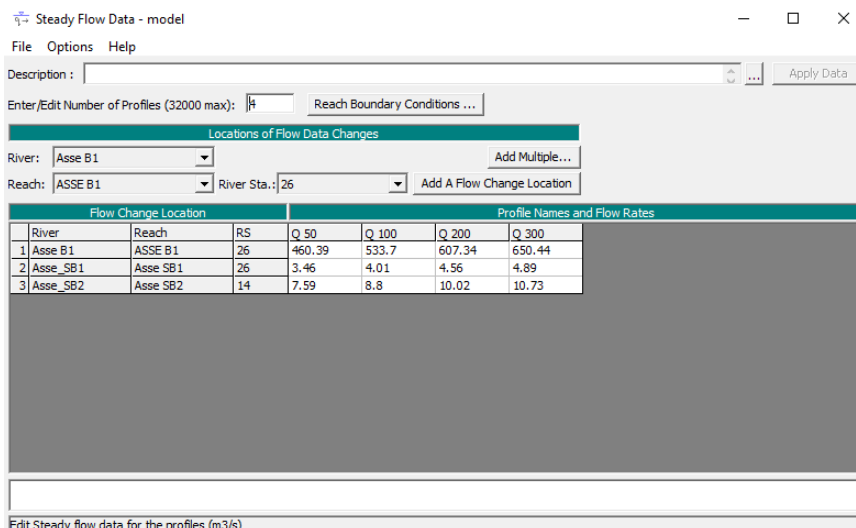 Steady Flow Data - model
File Options Help
Description :
... Apply Data
Enter/Edit Number of Profiles (32000 max): 4 Reach Boundary Conditions ...
Locations of Flow Data Changes
River: Asse B1 Add Multiple...
Reach: ASSE B1 River Sta.: 26 Add A Flow Change Location
Flow Change Location Profile Names and Flow Rates
River Reach RS Q 50 Q 100 Q 200 Q 300
1 Asse B1 ASSE B1 26 460.39 533.7 607.34 650.44
2 Asse_SB1 Asse SB1 26 3.46 4.01 4.56 4.89
3 Asse_SB2 Asse SB2 14 7.59 8.8 10.02 10.73
Edit Steady flow data for the profiles (m3/s)